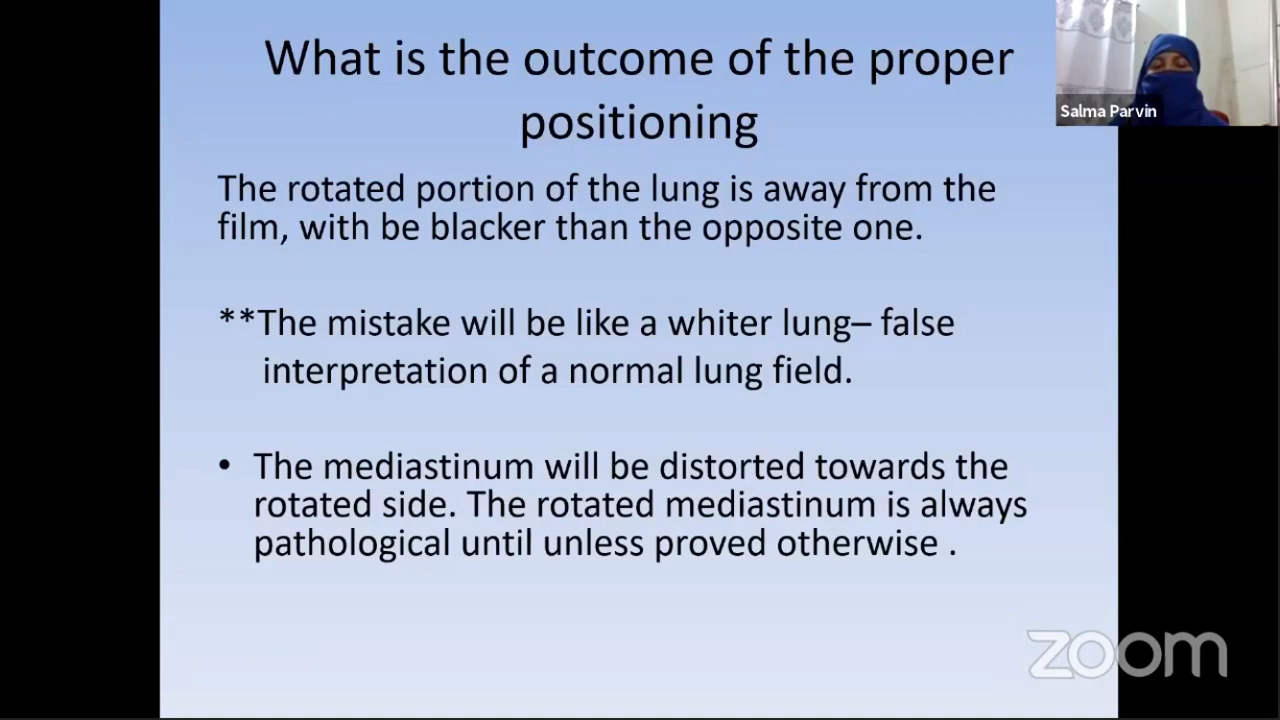 What is the outcome of the proper
positioning
Salma Parvin
The rotated portion of the lung is away from the
film, with be blacker than the opposite one.
**The mistake will be like a whiter lung– false
interpretation of a normal lung field.
• The mediastinum will be distorted towards the
rotated side. The rotated mediastinum is always
pathological until unless proved otherwise .
zoom